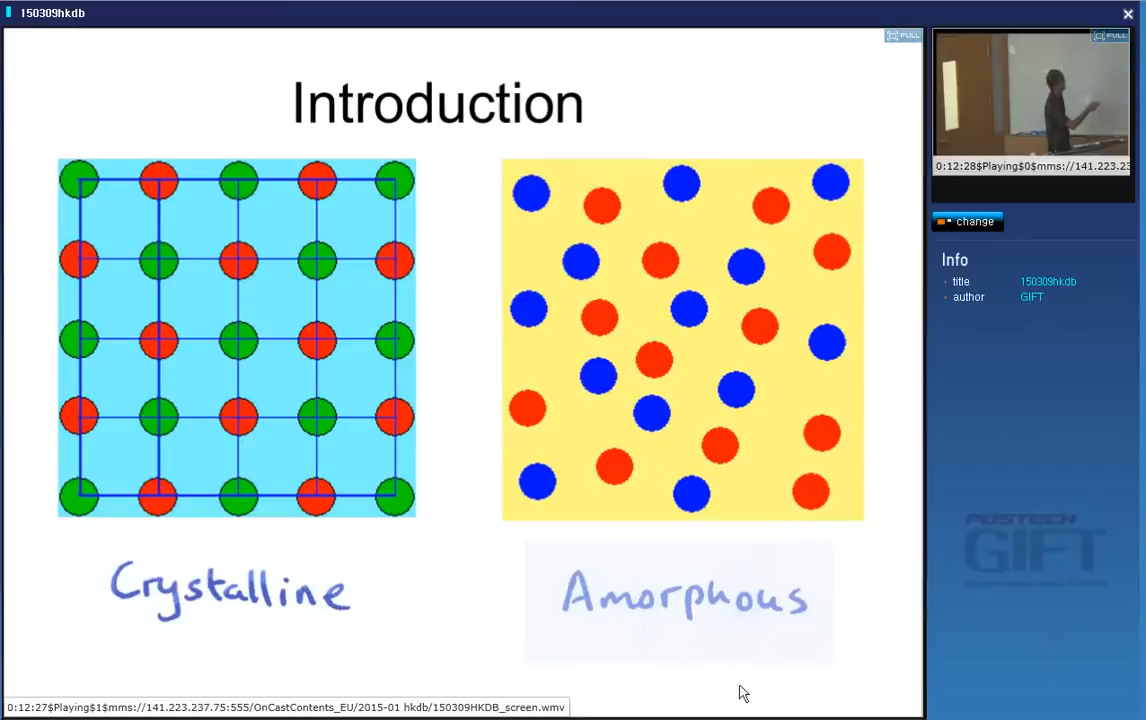 150309hkdb
FULL
Introduction
FULL
0:12:28$Playing$0$mms://141.223.23
change
Info
title 150309hkdb
author GIFT
POSTECH
GIFT
Crystalline
Amorphous
0:12:27$Playing$1$mms://141.223.237.75:555/OnCastContents_EU/2015-01 hkdb/150309HKDB_screen.wmv